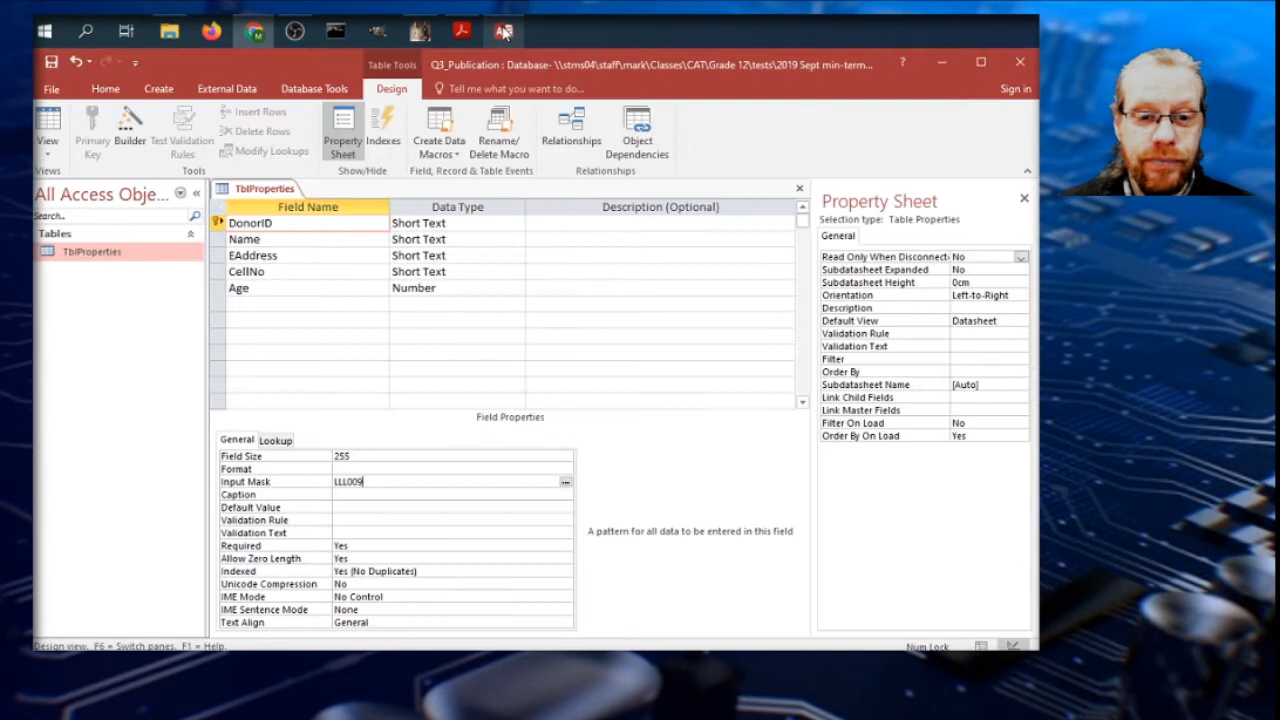 Table Tools
Q3_Publication : Database- \\stms04\staff\mark\Classes\CAT\Grade 12\tests\2019 Sept min-term...
File
Home
Create
External Data
Database Tools
Design
Tell me what you want to do...
Sign in
View
Primary Key
Builder
Test Validation Rules
Insert Rows
Delete Rows
Modify Lookups
Property Sheet
Indexes
Create Data Macros
Rename/ Delete Macro
Relationships
Object Dependencies
Views
Tools
Show/Hide
Field, Record & Table Events
Relationships
All Access Obje...
Search..
Tables
TblProperties
TblProperties
Field Name Data Type Description (Optional)
DonorID Short Text
Name Short Text
EAddress Short Text
CellNo Short Text
Age Number
Field Properties
General Lookup
Field Size 255
Format
Input Mask LLL009
Caption
Default Value
Validation Rule
Validation Text
Required Yes
Allow Zero Length Yes
Indexed Yes (No Duplicates)
Unicode Compression No
IME Mode No Control
IME Sentence Mode None
Text Align General
A pattern for all data to be entered in this field
Property Sheet
Selection type: Table Properties
General
Read Only When Disconnect No
Subdatasheet Expanded No
Subdatasheet Height 0cm
Orientation Left-to-Right
Description
Default View Datasheet
Validation Rule
Validation Text
Filter
Order By
Subdatasheet Name [Auto]
Link Child Fields
Link Master Fields
Filter On Load No
Order By On Load Yes
Design view. F6 = Switch panes. F1 = Help.
Num Lock